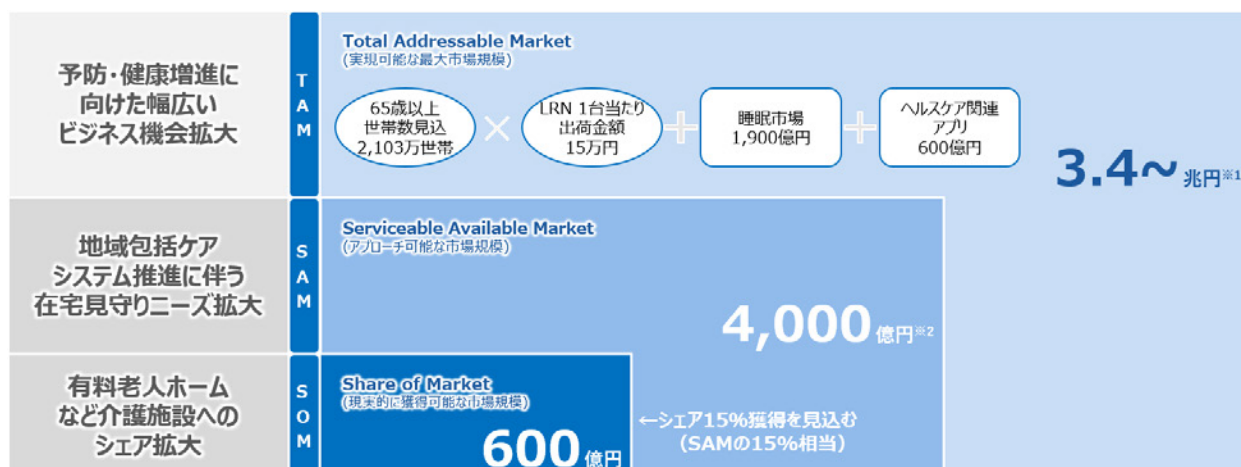 予防・健康増進に
向けた幅広い
ビジネス機会拡大
T
A
M
Total Addressable Market
(実現可能な最大市場規模)
65歳以上
世帯数見込
2,103万世帯
×
LRN 1台当たり
出荷金額
15万円
+
睡眠市場
1,900億円
+
ヘルスケア関連
アプリ
600億円
3.4~兆円※1
地域包括ケア
システム推進に伴う
在宅見守りニーズ拡大
S
A
M
Serviceable Available Market
(アプローチ可能な市場規模)
4,000億円※2
有料老人ホーム
など介護施設への
シェア拡大
S
O
M
Share of Market
(現実的に獲得可能な市場規模)
600億円
←シェア15%獲得を見込む
(SAMの15%相当)